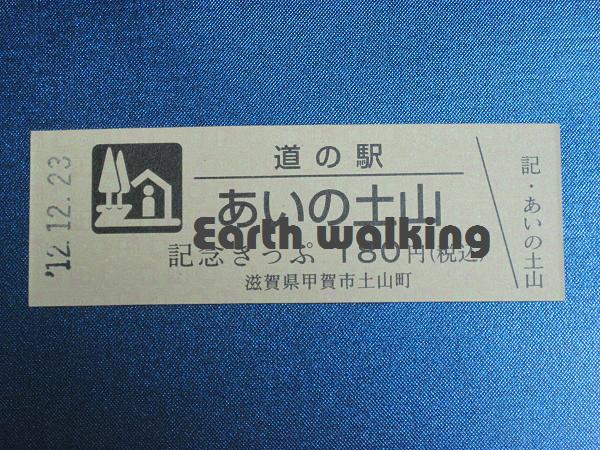 '12.12.23
道の駅
あいの土山
Earth walking
記念きっぷ 180円(税込)
滋賀県甲賀市土山町
記・あいの土山